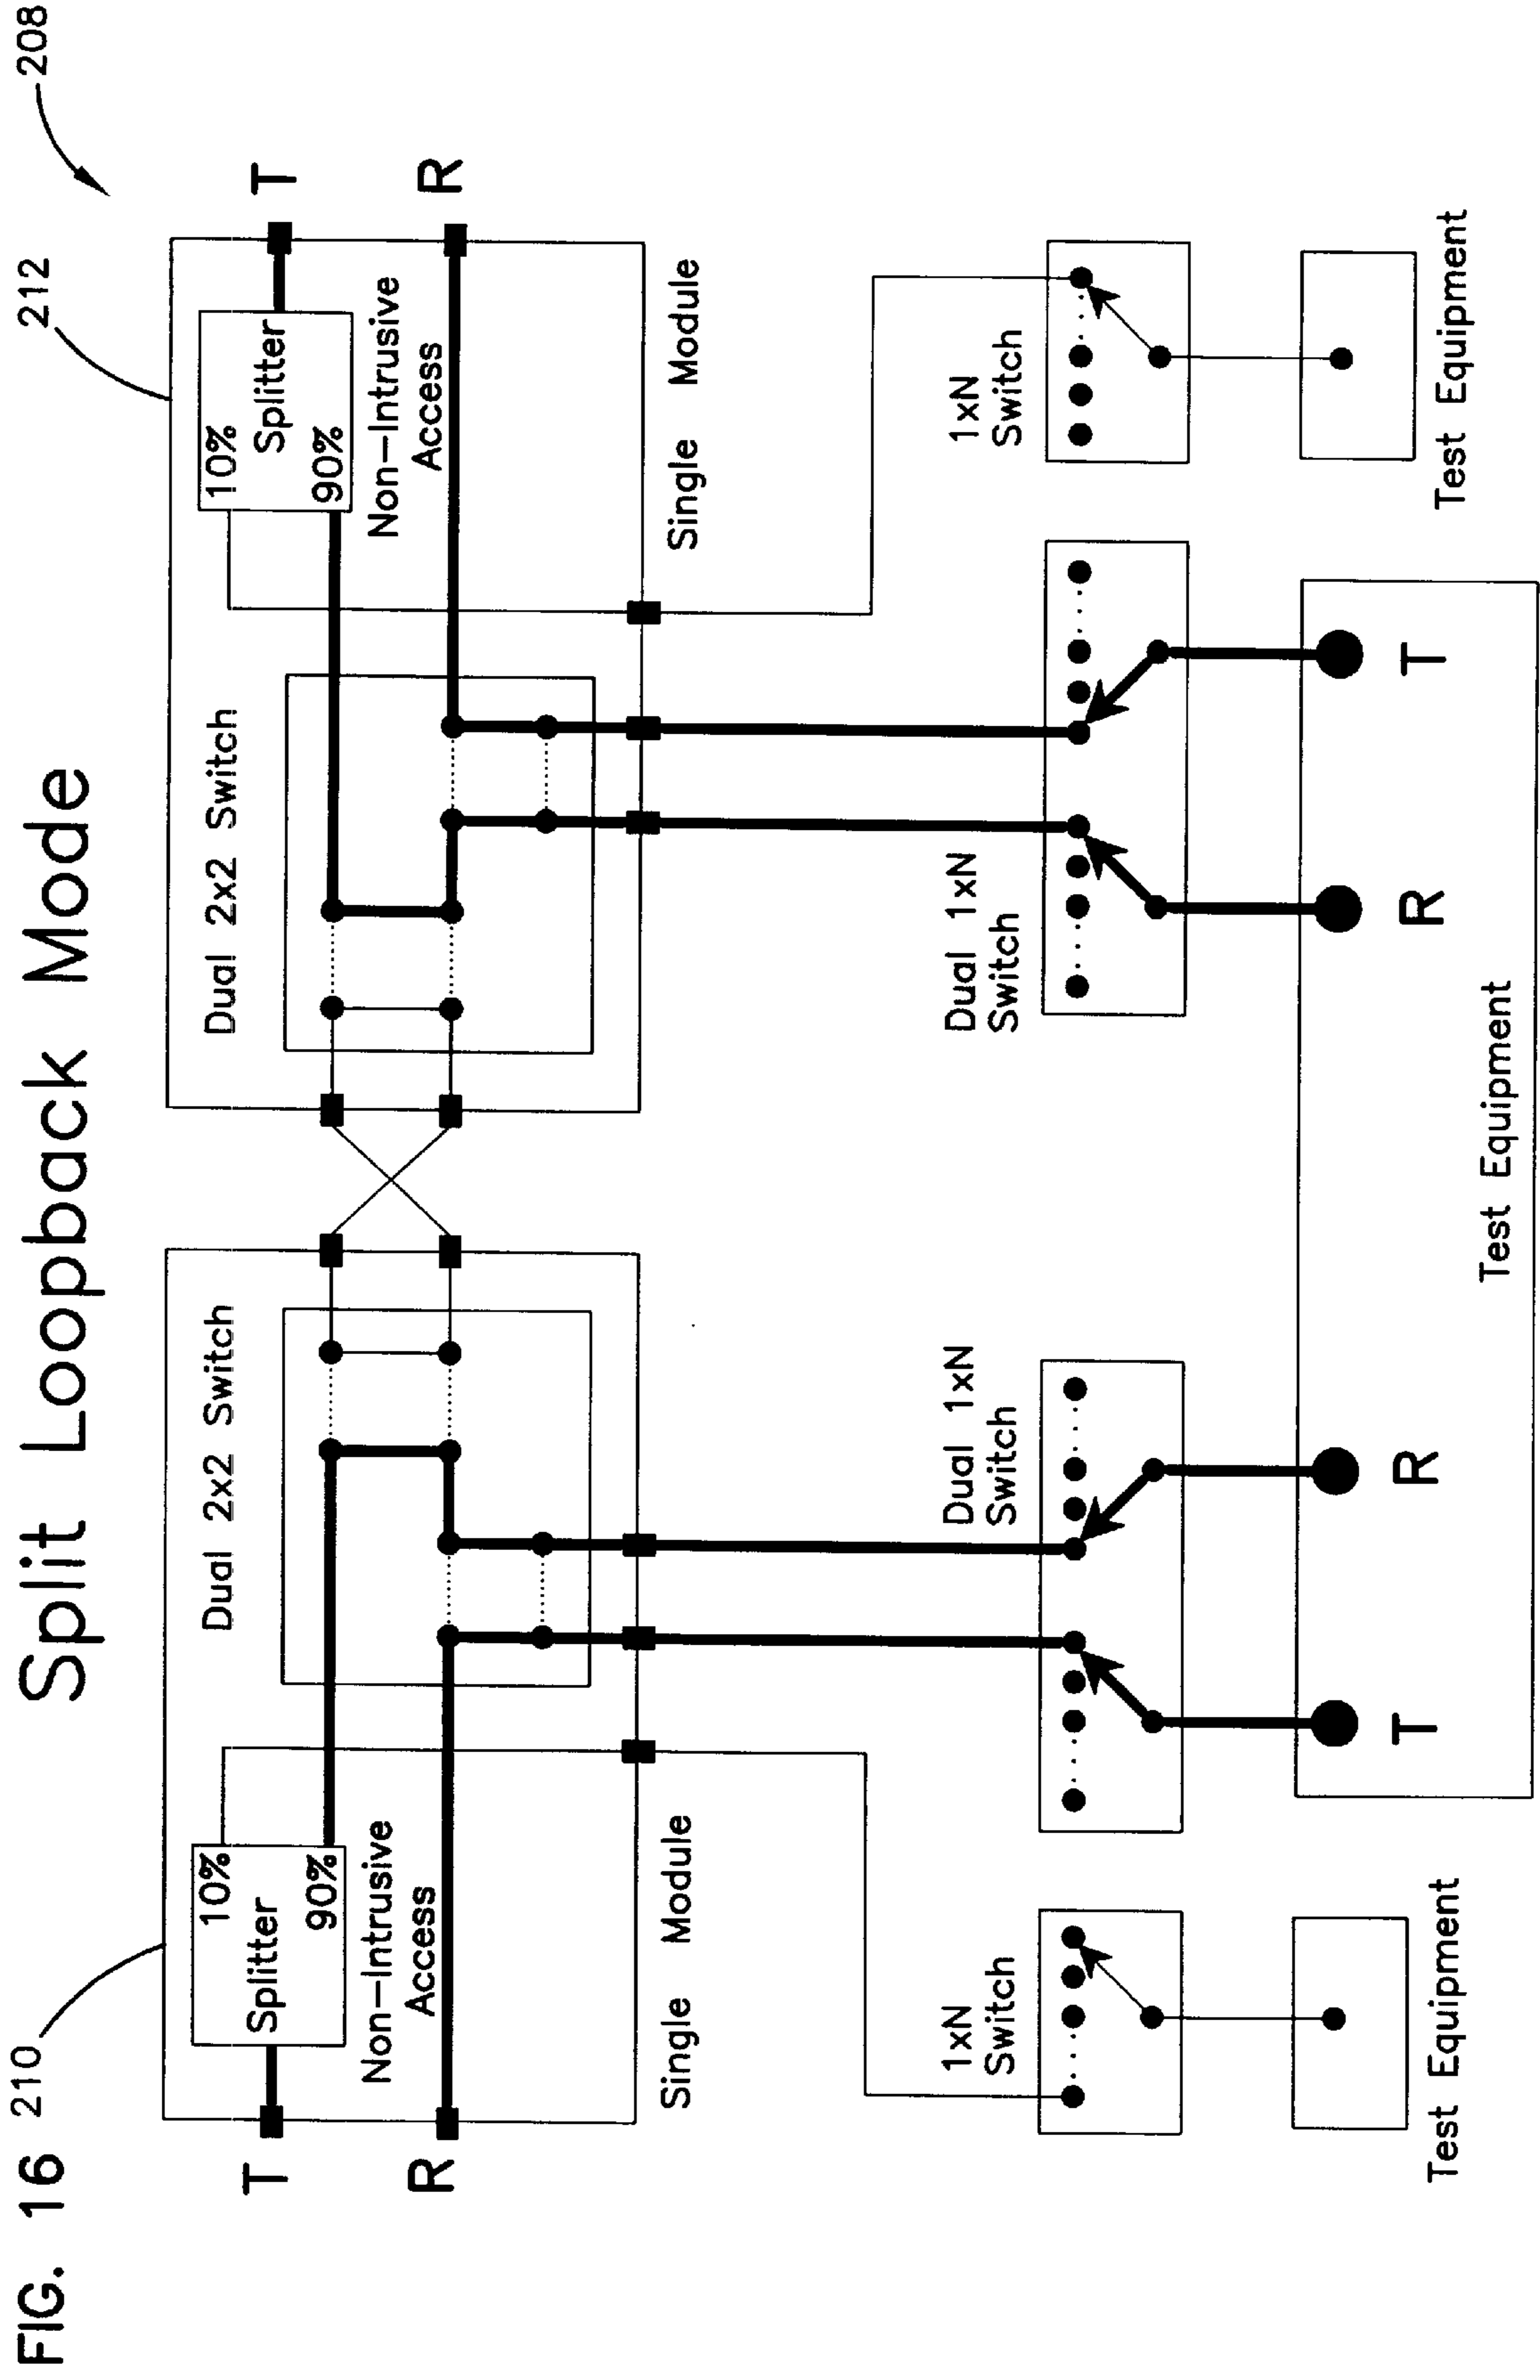 FIG. 16
Split Loopback Mode
208
210
212
T
R
10%
Splitter
90%
Non-Intrusive
Access
Dual 2x2 Switch
Single Module
Dual 2x2 Switch
10%
Splitter
90%
Non-Intrusive
Access
Single Module
T
R
1xN
Switch
Dual 1xN
Switch
Dual 1xN
Switch
1xN
Switch
Test Equipment
T
R
R
T
Test Equipment
Test Equipment